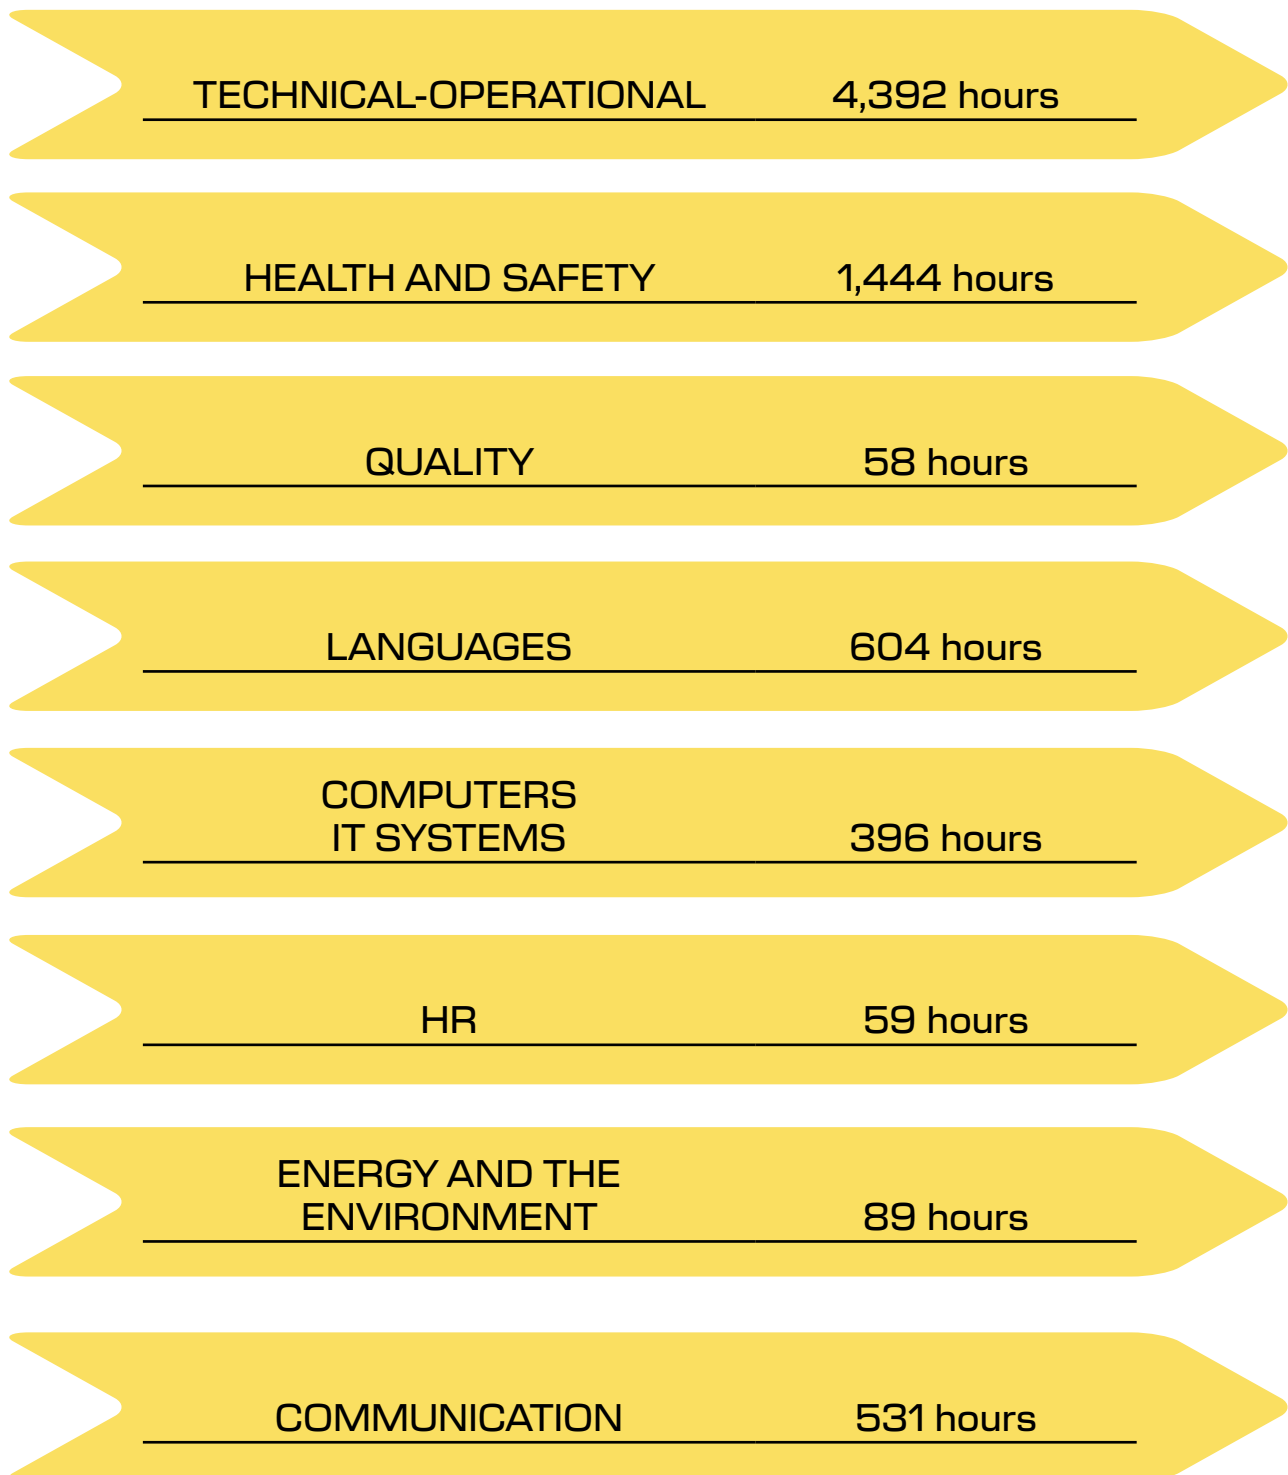 TECHNICAL-OPERATIONAL 4,392 hours
HEALTH AND SAFETY 1,444 hours
QUALITY 58 hours
LANGUAGES 604 hours
COMPUTERS
IT SYSTEMS 396 hours
HR 59 hours
ENERGY AND THE
ENVIRONMENT 89 hours
COMMUNICATION 531 hours